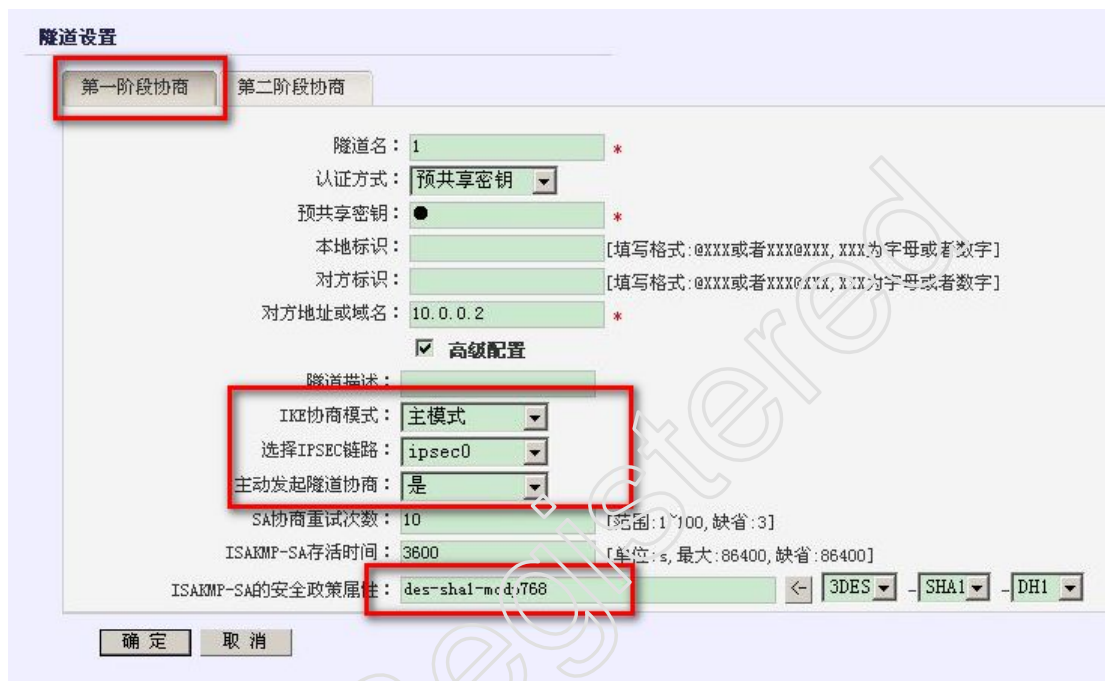 隧道设置
第一阶段协商 第二阶段协商
隧道名： 1 *
认证方式： 预共享密钥
预共享密钥： ● *
本地标识： [填写格式:@XXX或者XXX@XXX,XXX为字母或者数字]
对方标识： [填写格式:@XXX或者XXX@XXX,XXX为字母或者数字]
对方地址或域名： 10.0.0.2 *
高级配置
隧道描述：
IKE协商模式： 主模式
选择IPSEC链路： ipsec0
主动发起隧道协商： 是
SA协商重试次数： 10 [范围:1~100,缺省:3]
ISAKMP-SA存活时间： 3600 [单位:s,最大:86400,缺省:86400]
ISAKMP-SA的安全政策属性： des-sha1-modp768 <- 3DES - SHA1 - DH1
确定 取消
egistered